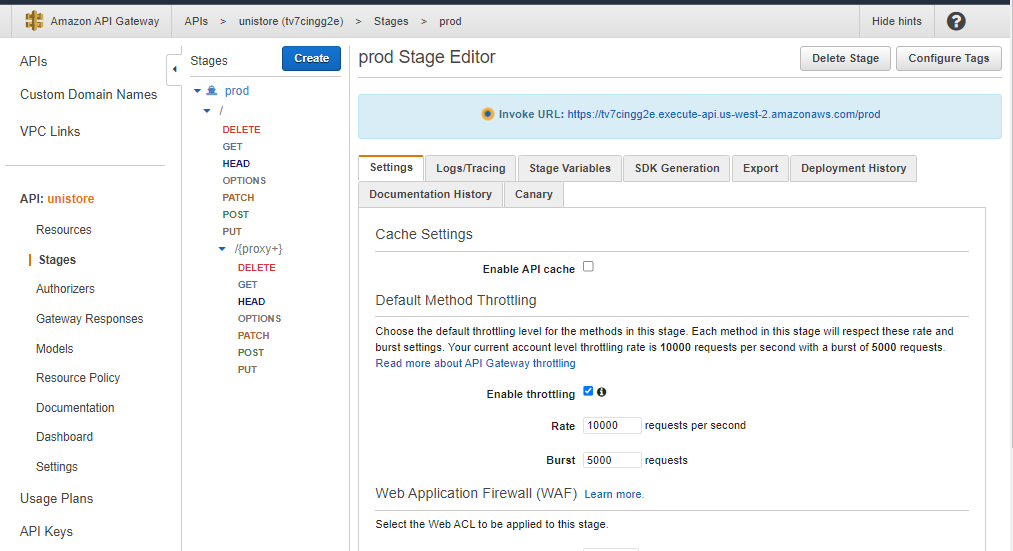 Amazon API Gateway
APIs > unistore (tv7cingg2e) > Stages > prod
Hide hints
?
APIs
Custom Domain Names
VPC Links
API: unistore
Resources
Stages
Authorizers
Gateway Responses
Models
Resource Policy
Documentation
Dashboard
Settings
Usage Plans
API Keys
Stages
Create
prod
/
DELETE
GET
HEAD
OPTIONS
PATCH
POST
PUT
/{proxy+}
DELETE
GET
HEAD
OPTIONS
PATCH
POST
PUT
prod Stage Editor
Delete Stage
Configure Tags
Invoke URL: https://tv7cingg2e.execute-api.us-west-2.amazonaws.com/prod
Settings
Logs/Tracing
Stage Variables
SDK Generation
Export
Deployment History
Documentation History
Canary
Cache Settings
Enable API cache
Default Method Throttling
Choose the default throttling level for the methods in this stage. Each method in this stage will respect these rate and
burst settings. Your current account level throttling rate is 10000 requests per second with a burst of 5000 requests.
Read more about API Gateway throttling
Enable throttling
Rate 10000 requests per second
Burst 5000 requests
Web Application Firewall (WAF) Learn more.
Select the Web ACL to be applied to this stage.